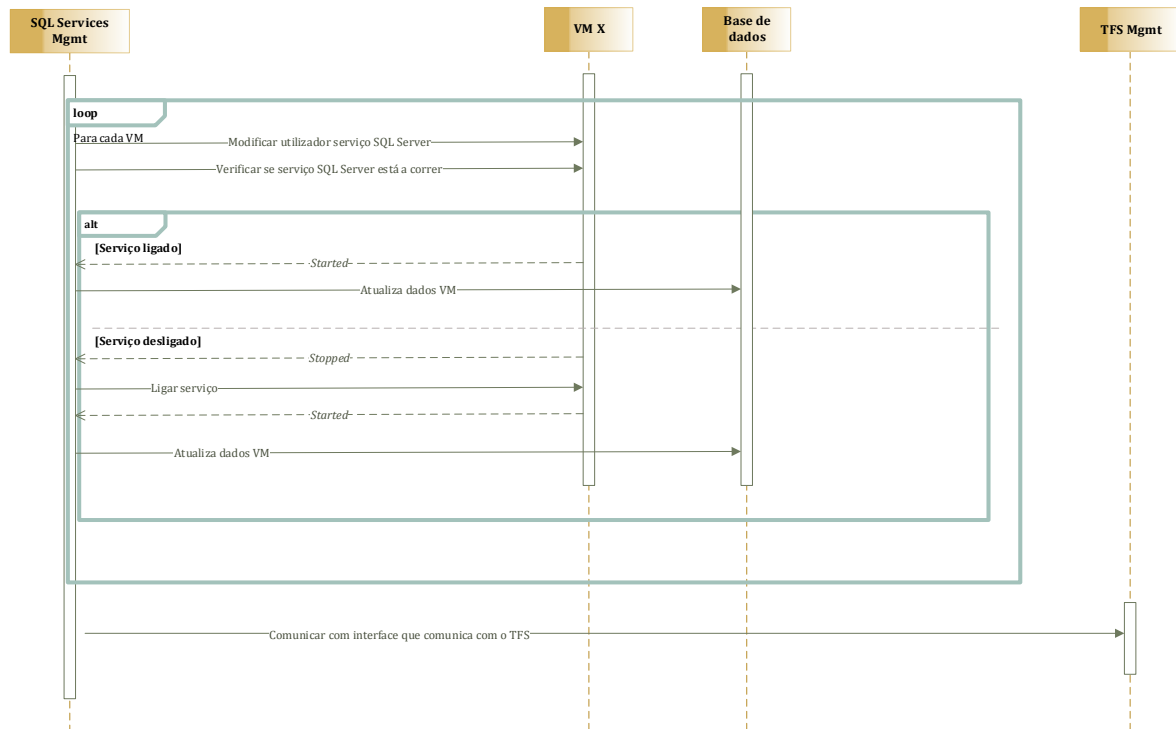 SQL Services
Mgmt
VM X
Base de
dados
TFS Mgmt
loop
Para cada VM
Modificar utilizador serviço SQL Server
Verificar se serviço SQL Server está a correr
alt
[Serviço ligado]
Started
Atualiza dados VM
[Serviço desligado]
Stopped
Ligar serviço
Started
Atualiza dados VM
Comunicar com interface que comunica com o TFS